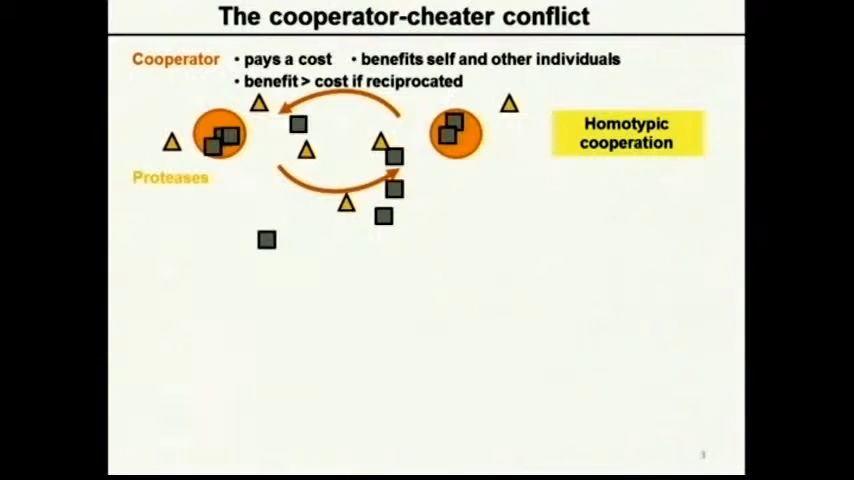 The cooperator-cheater conflict
Cooperator • pays a cost • benefits self and other individuals
• benefit > cost if reciprocated
Homotypic
cooperation
Proteases